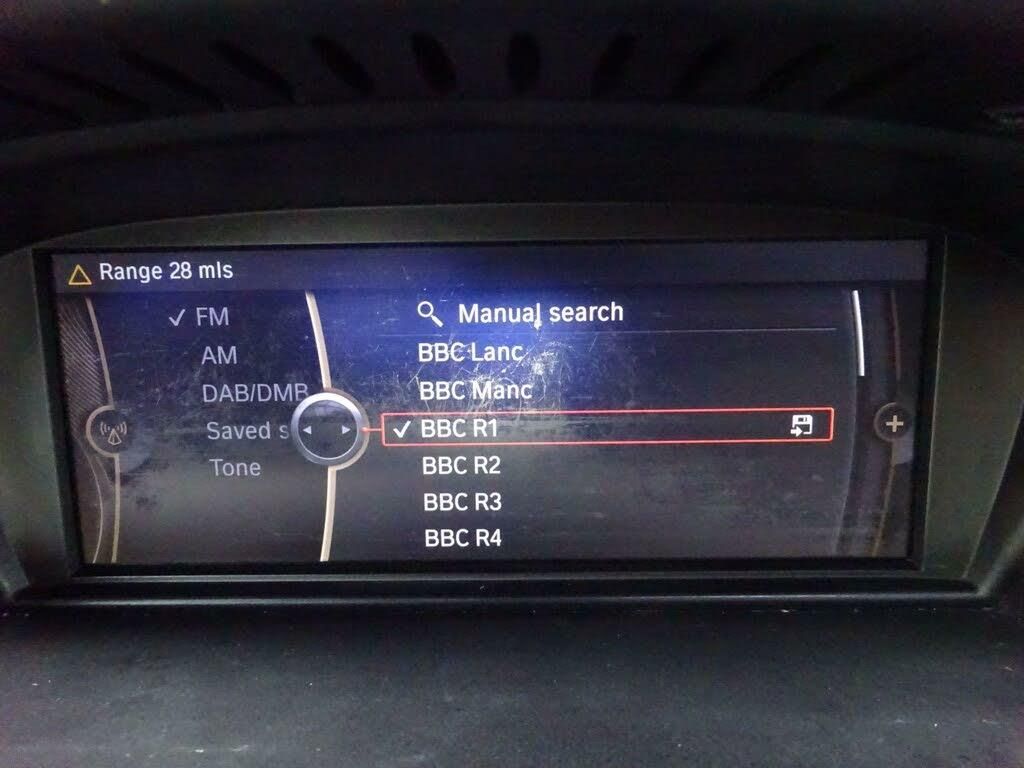 Range 28 mls
FM
AM
DAB/DMB
Saved s
Tone
Manual search
BBC Lanc
BBC Manc
BBC R1
BBC R2
BBC R3
BBC R4